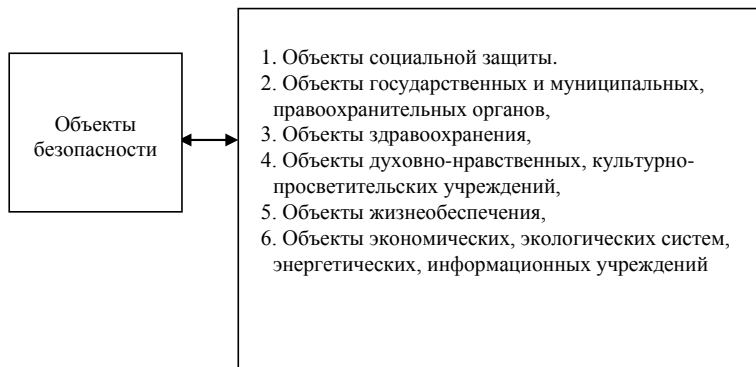 Объекты
безопасности
1. Объекты социальной защиты.
2. Объекты государственных и муниципальных,
правоохранительных органов,
3. Объекты здравоохранения,
4. Объекты духовно-нравственных, культурно-
просветительских учреждений,
5. Объекты жизнеобеспечения,
6. Объекты экономических, экологических систем,
энергетических, информационных учреждений